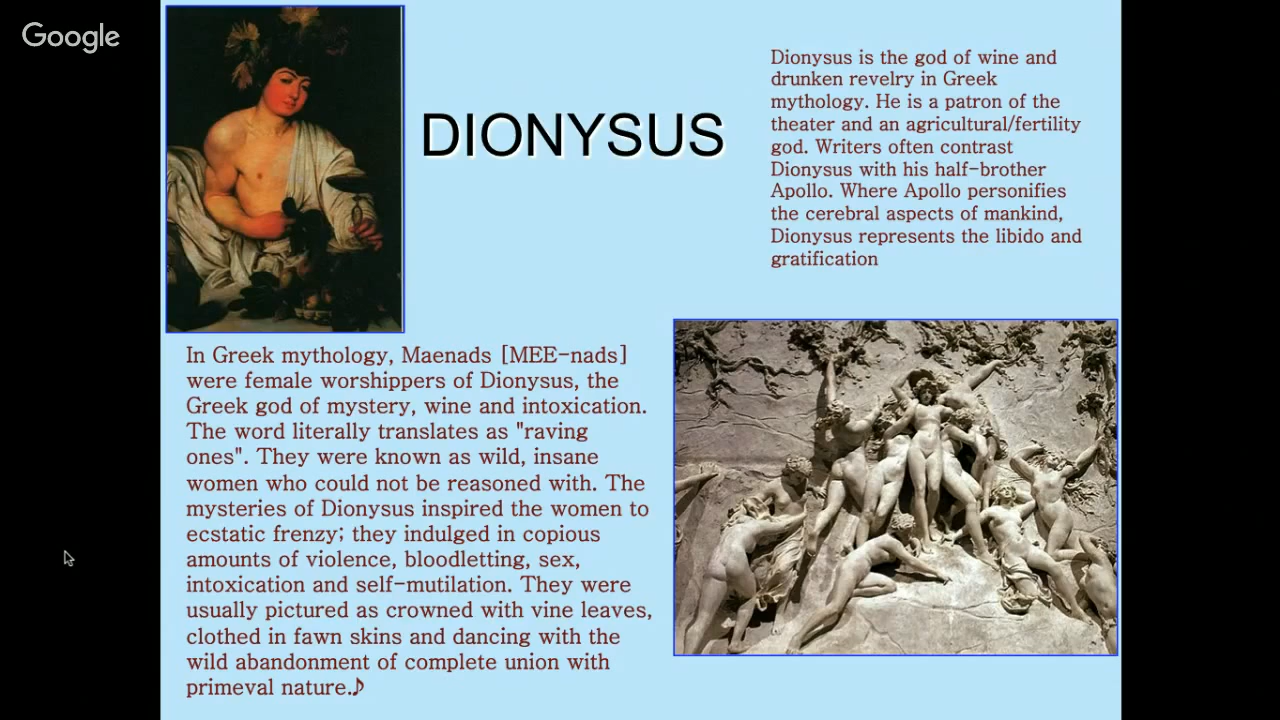 Google
DIONYSUS
Dionysus is the god of wine and
drunken revelry in Greek
mythology. He is a patron of the
theater and an agricultural/fertility
god. Writers often contrast
Dionysus with his half-brother
Apollo. Where Apollo personifies
the cerebral aspects of mankind,
Dionysus represents the libido and
gratification
In Greek mythology, Maenads [MEE-nads]
were female worshippers of Dionysus, the
Greek god of mystery, wine and intoxication.
The word literally translates as "raving
ones". They were known as wild, insane
women who could not be reasoned with. The
mysteries of Dionysus inspired the women to
ecstatic frenzy; they indulged in copious
amounts of violence, bloodletting, sex,
intoxication and self-mutilation. They were
usually pictured as crowned with vine leaves,
clothed in fawn skins and dancing with the
wild abandonment of complete union with
primeval nature.♪